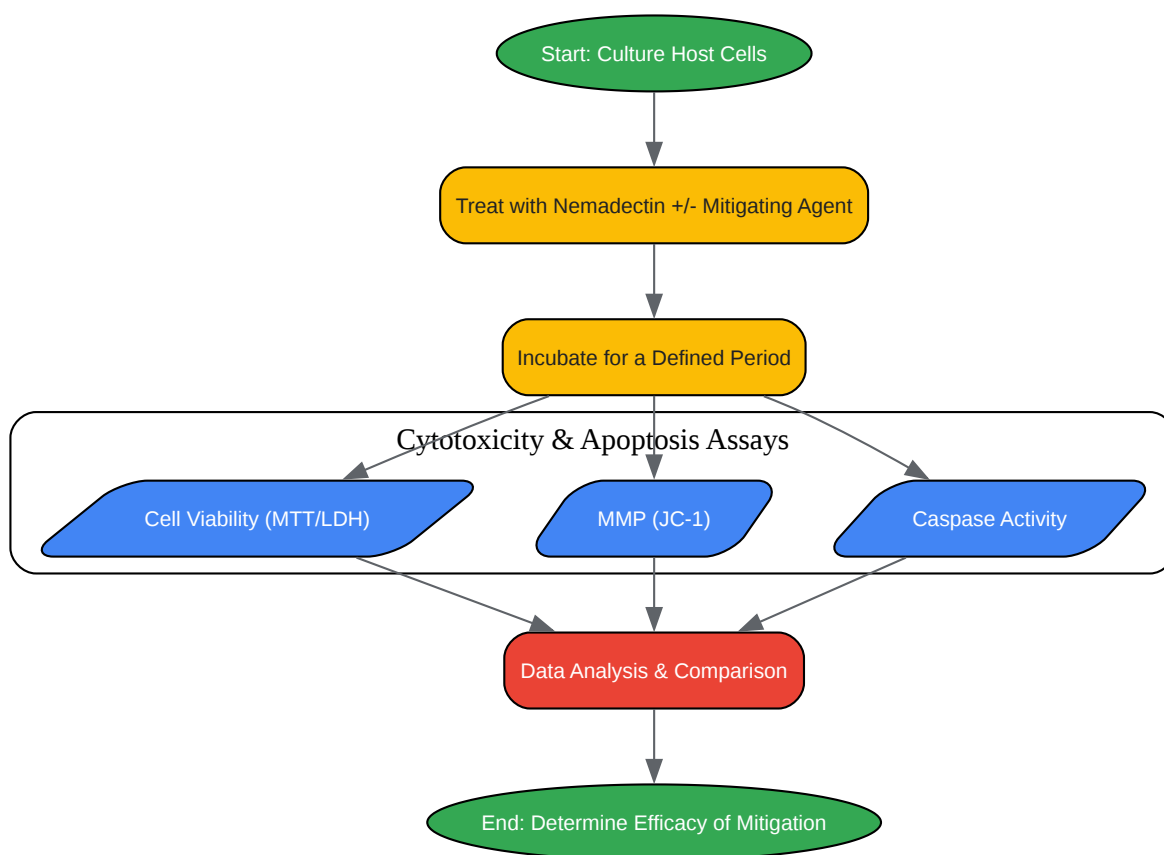 Start: Culture Host Cells
Treat with Nemadectin +/- Mitigating Agent
Incubate for a Defined Period
Cytotoxicity & Apoptosis Assays
Cell Viability (MTT/LDH)
MMP (JC-1)
Caspase Activity
Data Analysis & Comparison
End: Determine Efficacy of Mitigation